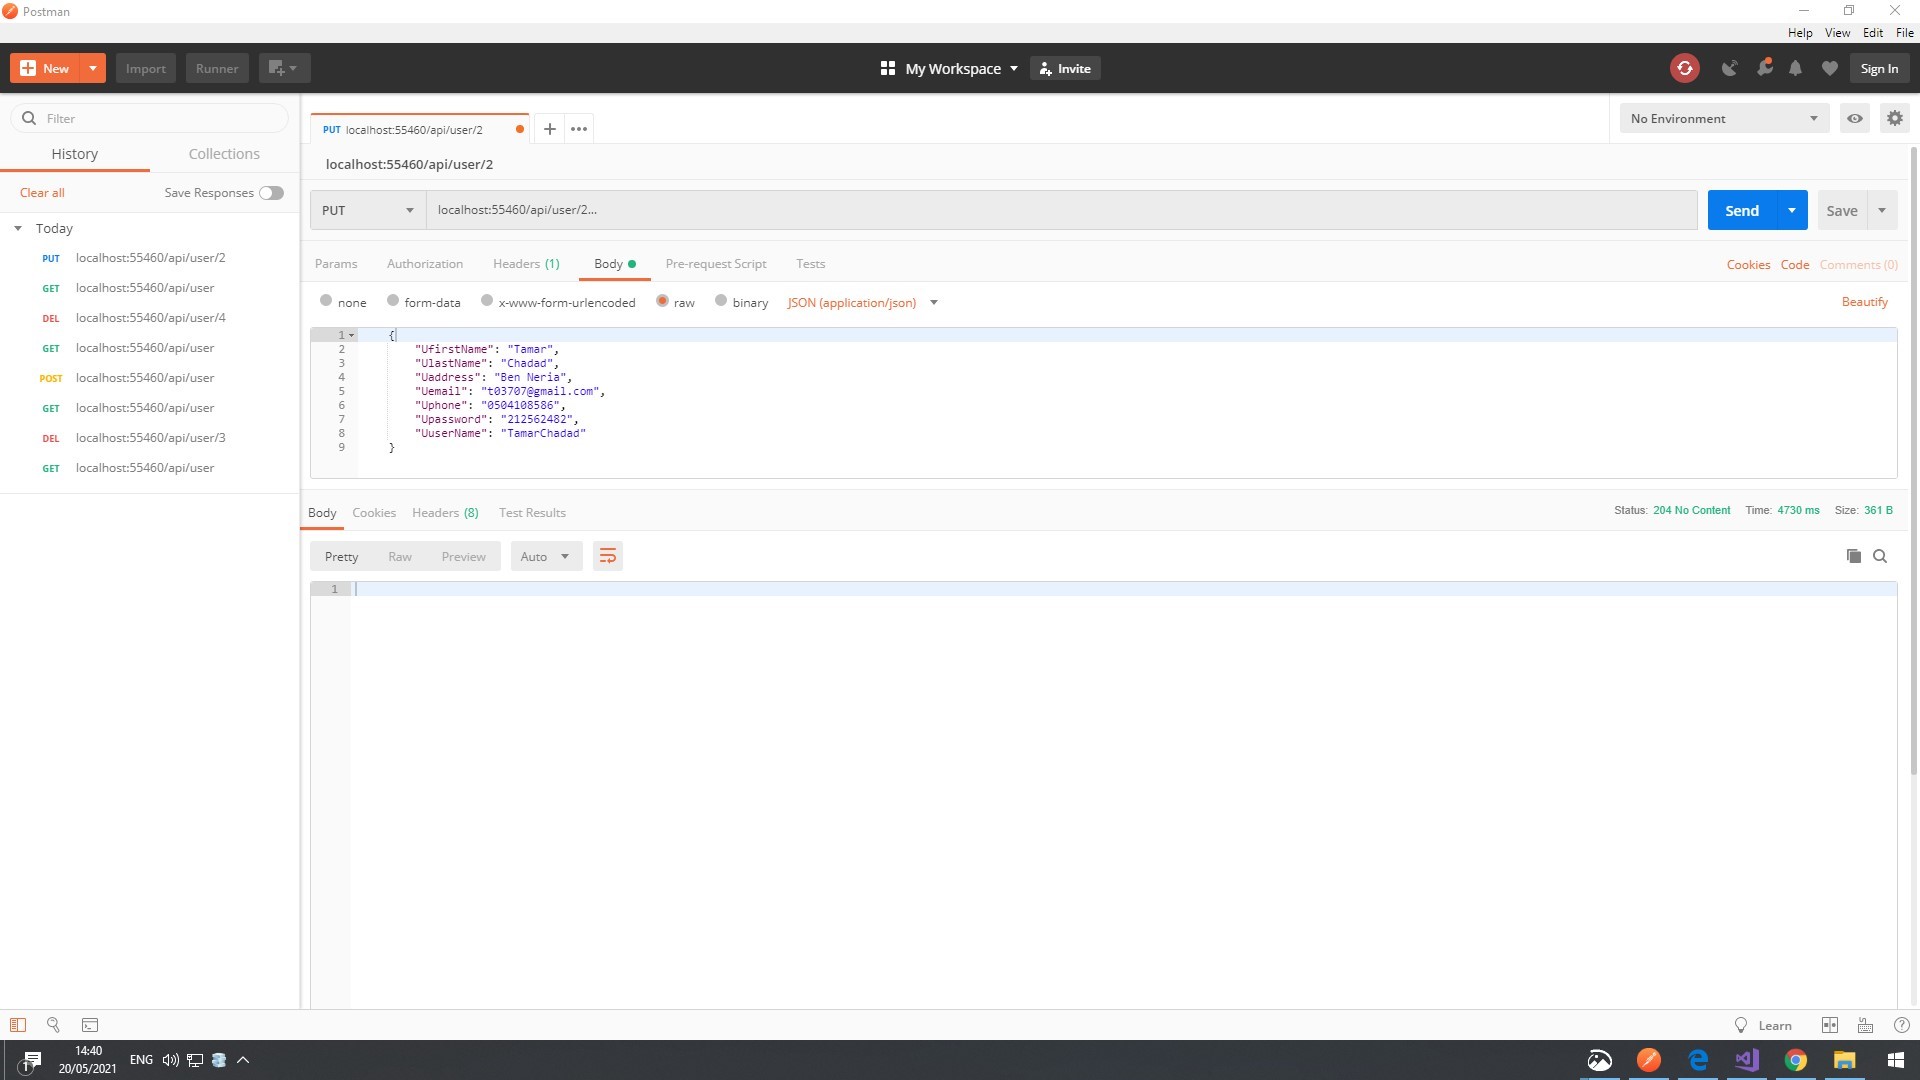 Postman
Help View Edit File
New Import Runner My Workspace Invite Sign In
Filter
History Collections
Clear all Save Responses
Today
PUT localhost:55460/api/user/2
GET localhost:55460/api/user
DEL localhost:55460/api/user/4
GET localhost:55460/api/user
POST localhost:55460/api/user
GET localhost:55460/api/user
DEL localhost:55460/api/user/3
GET localhost:55460/api/user
PUT localhost:55460/api/user/2
No Environment
localhost:55460/api/user/2
PUT localhost:55460/api/user/2... Send Save
Params Authorization Headers (1) Body Pre-request Script Tests Cookies Code Comments (0)
none form-data x-www-form-urlencoded raw binary JSON (application/json) Beautify
1 {
2 "UfirstName": "Tamar",
3 "UlastName": "Chadad",
4 "Uaddress": "Ben Neria",
5 "Uemail": "t03707@gmail.com",
6 "Uphone": "0504108586",
7 "Upassword": "212562482",
8 "UuserName": "TamarChadad"
9 }
Body Cookies Headers (8) Test Results Status: 204 No Content Time: 4730 ms Size: 361 B
Pretty Raw Preview Auto
1
Learn
1 14:40 ENG
20/05/2021